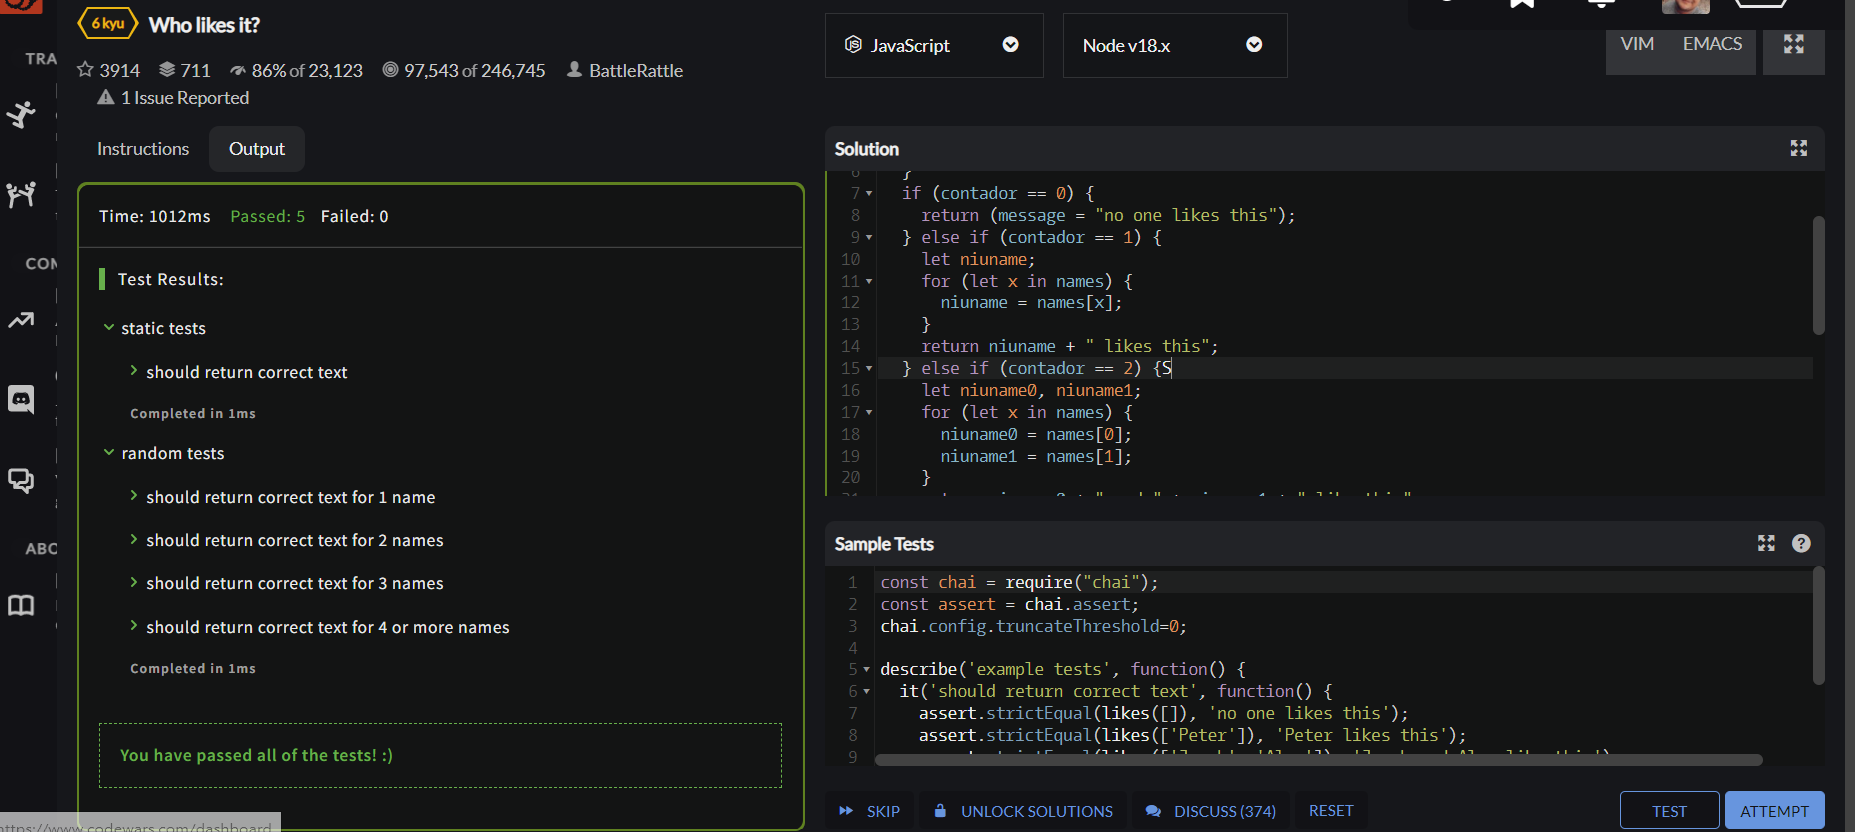 6 kyu Who likes it?
3914 711 86% of 23,123 97,543 of 246,745 BattleRattle
1 Issue Reported
Instructions Output
Time: 1012ms Passed: 5 Failed: 0
Test Results:
static tests
should return correct text
Completed in 1ms
random tests
should return correct text for 1 name
should return correct text for 2 names
should return correct text for 3 names
should return correct text for 4 or more names
Completed in 1ms
You have passed all of the tests! :)
TRA
COM
ABC
https://www.codewars.com/dashboard
JavaScript Node v18.x VIM EMACS
Solution
6 }
7 if (contador == 0) {
8 return (message = "no one likes this");
9 } else if (contador == 1) {
10 let niuname;
11 for (let x in names) {
12 niuname = names[x];
13 }
14 return niuname + " likes this";
15 } else if (contador == 2) {S
16 let niuname0, niuname1;
17 for (let x in names) {
18 niuname0 = names[0];
19 niuname1 = names[1];
20 }
Sample Tests
1 const chai = require("chai");
2 const assert = chai.assert;
3 chai.config.truncateThreshold=0;
4
5 describe('example tests', function() {
6 it('should return correct text', function() {
7 assert.strictEqual(likes([]), 'no one likes this');
8 assert.strictEqual(likes(['Peter']), 'Peter likes this');
9
SKIP UNLOCK SOLUTIONS DISCUSS (374) RESET TEST ATTEMPT